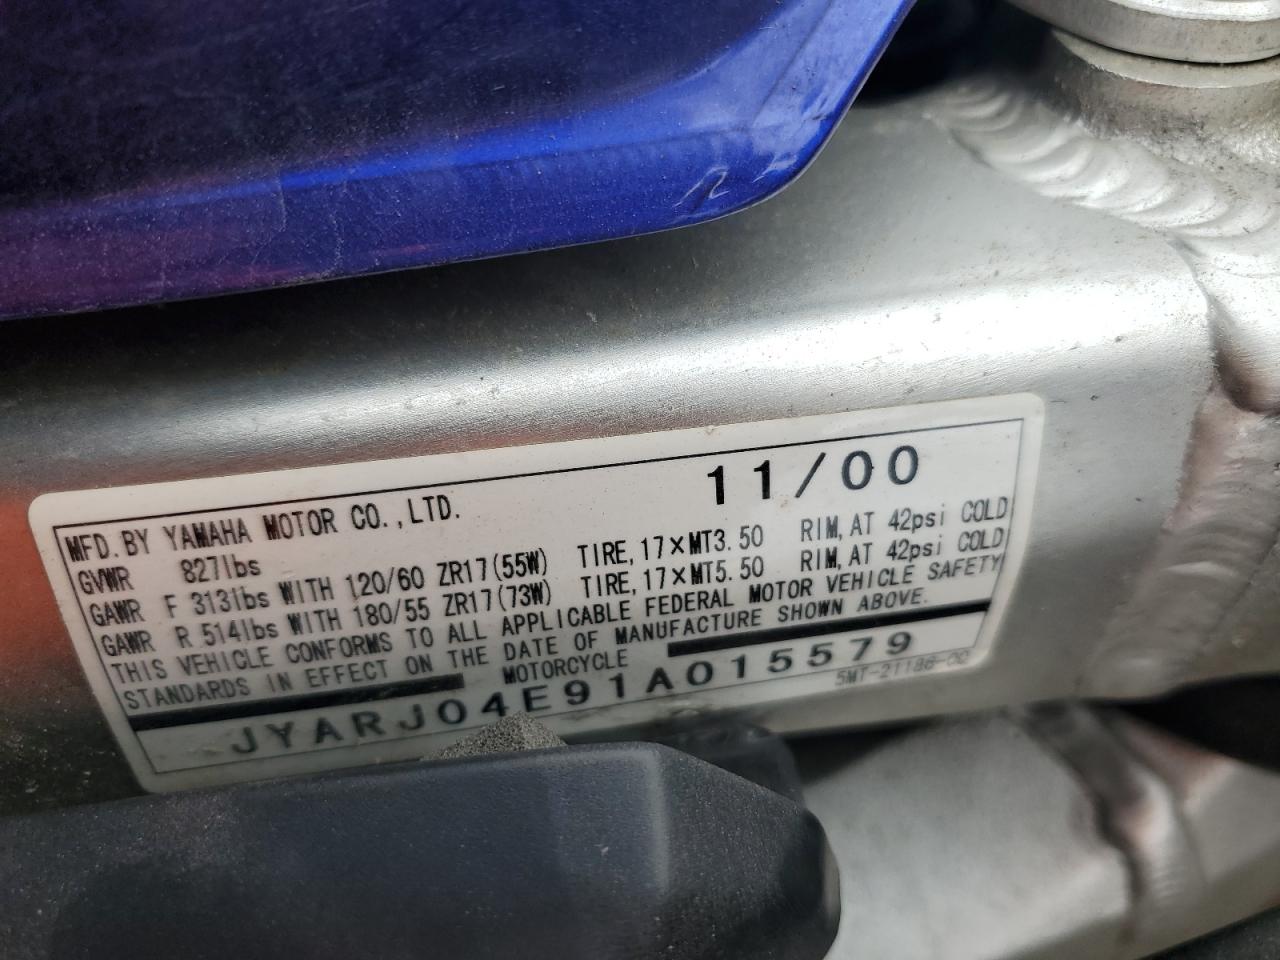 11/00
MFD. BY YAMAHA MOTOR CO., LTD.
GVWR 827lbs
GAWR F 313lbs WITH 120/60 ZR17(55W) TIRE, 17×MT3.50 RIM, AT 42psi COLD
GAWR R 514lbs WITH 180/55 ZR17(73W) TIRE, 17×MT5.50 RIM, AT 42psi COLD
THIS VEHICLE CONFORMS TO ALL APPLICABLE FEDERAL MOTOR VEHICLE SAFETY
STANDARDS IN EFFECT ON THE DATE OF MANUFACTURE SHOWN ABOVE.
MOTORCYCLE
JYARJ04E91A015579
5MT-21186-00